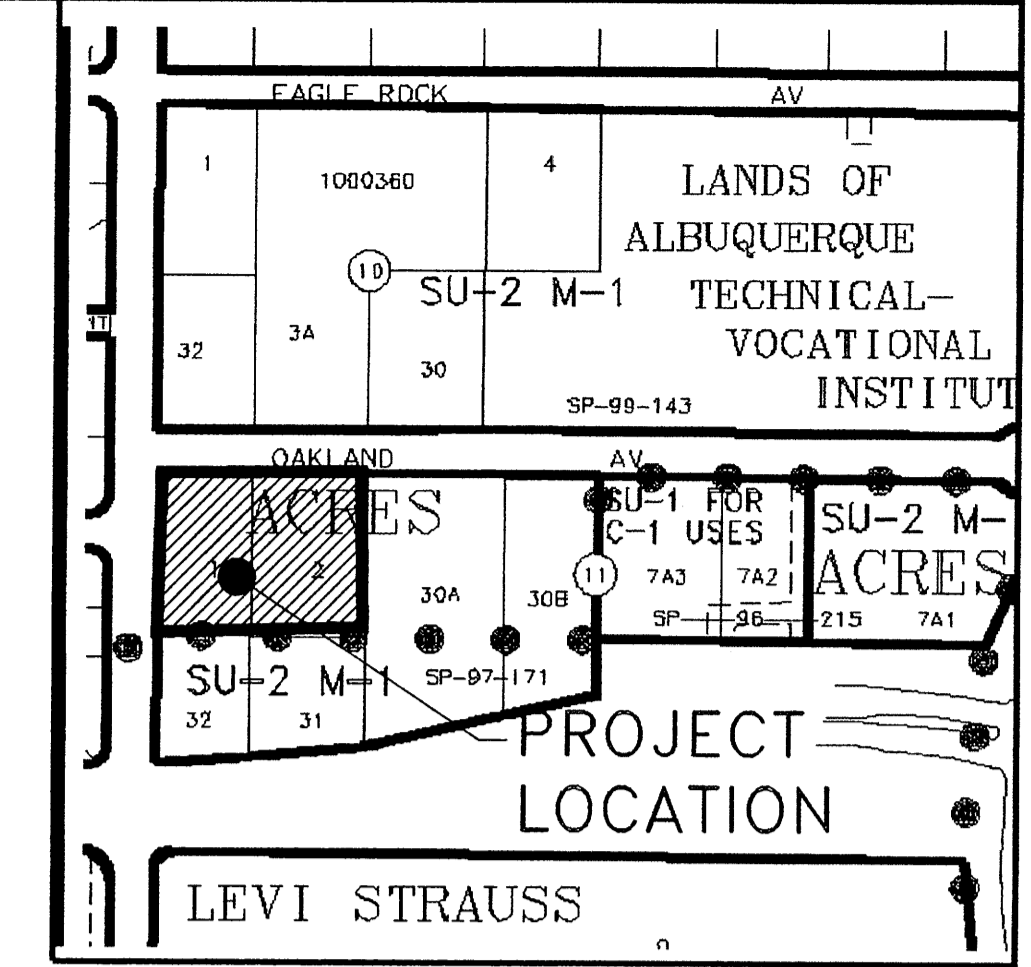 EAGLE ROCK AV
1
1000360
4
LANDS OF
ALBUQUERQUE
TECHNICAL-
VOCATIONAL
INSTITUT
10
SU-2 M-1
32
3A
30
SP-99-143
OAKLAND AV
ACRES
SU-1 FOR
C-1 USES
SU-2 M-
ACRES
1
2
30A
30B
11
7A3
7A2
SP-96-215
7A1
SU-2 M-1
SP-97-171
32
31
PROJECT
LOCATION
LEVI STRAUSS